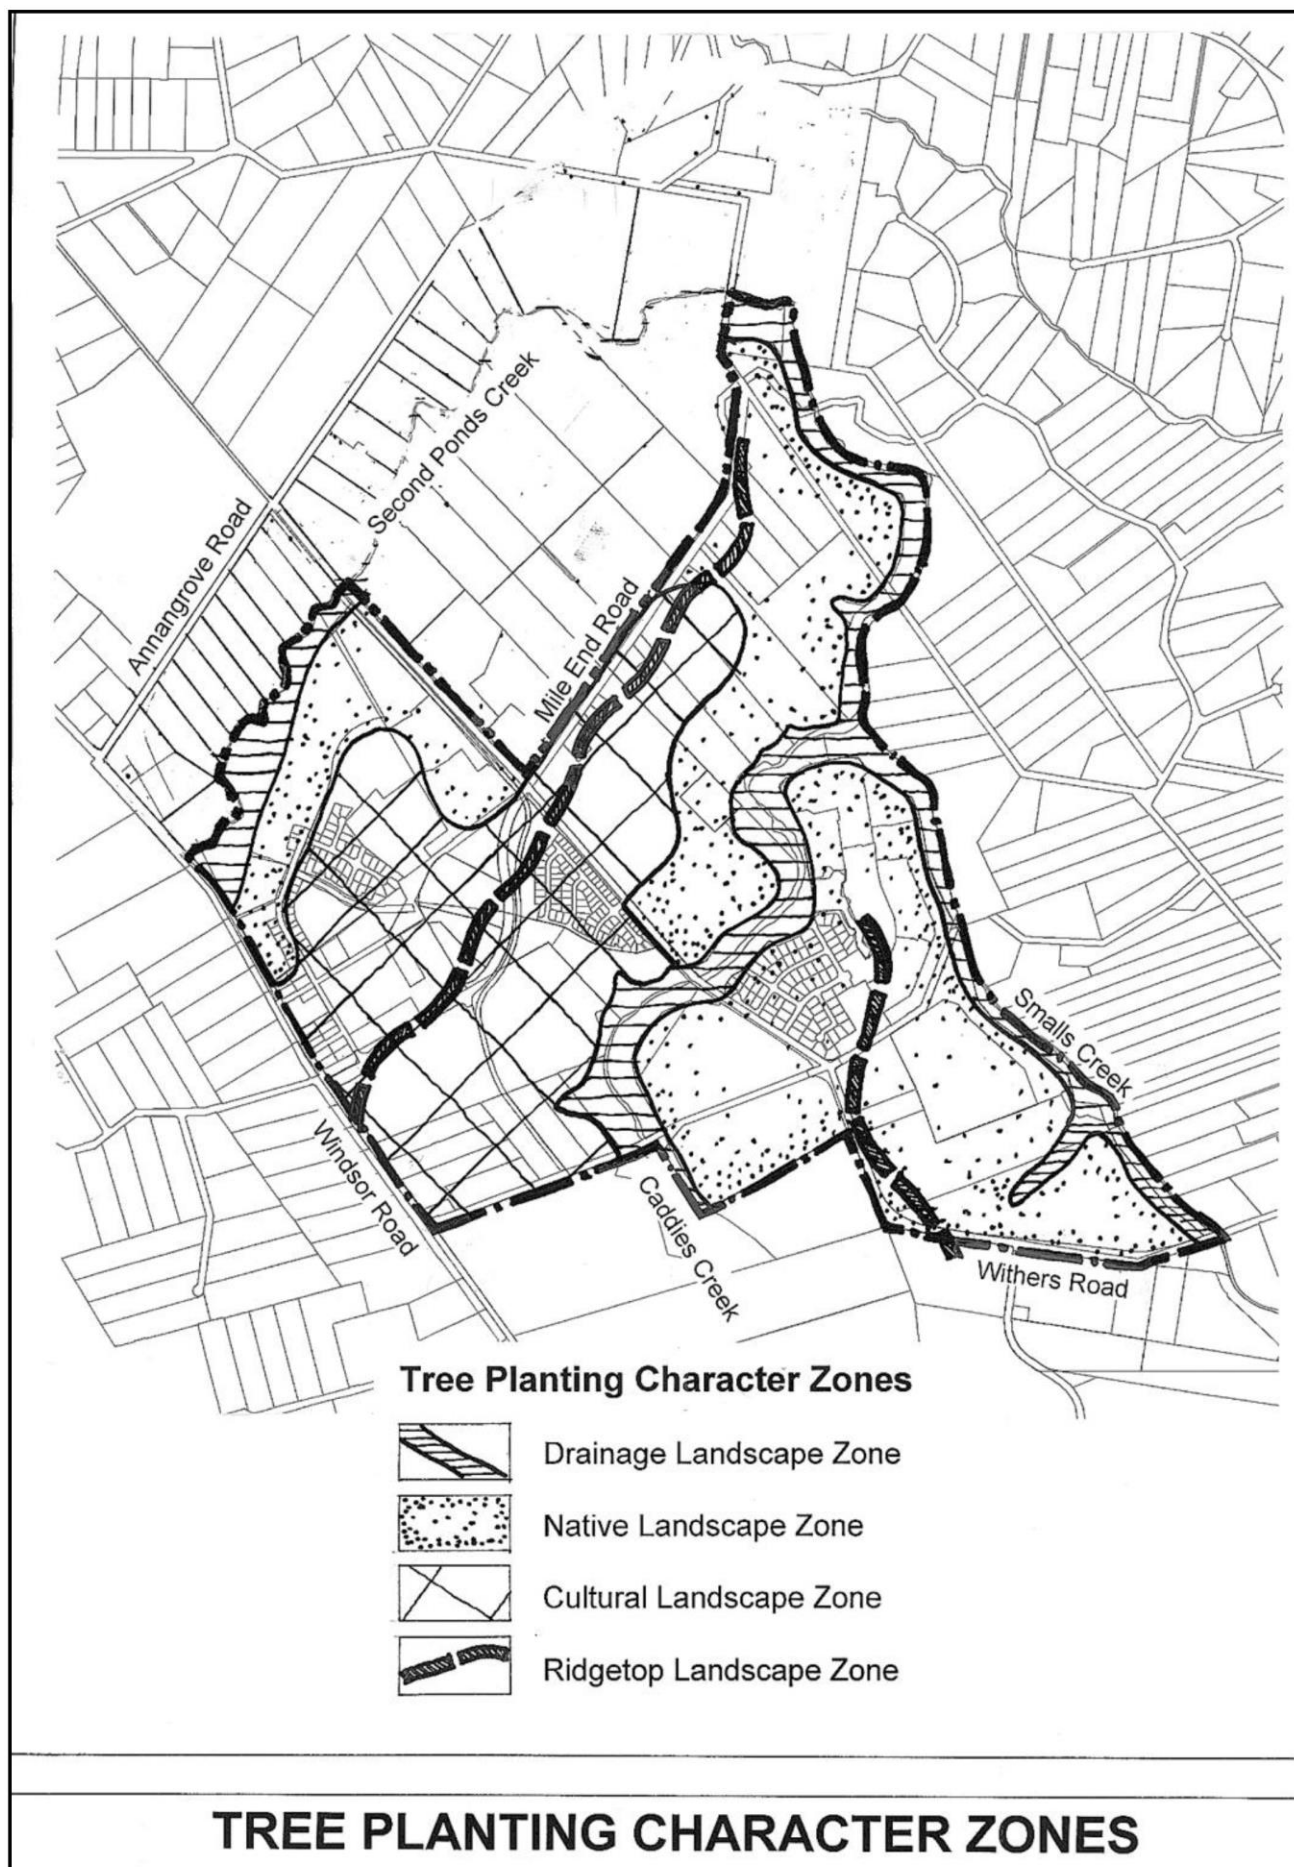 Second Ponds Creek
Annangrove Road
Mile End Road
Smalls Creek
Windsor Road
Caddies Creek
Withers Road
Tree Planting Character Zones
Drainage Landscape Zone
Native Landscape Zone
Cultural Landscape Zone
Ridgetop Landscape Zone
TREE PLANTING CHARACTER ZONES